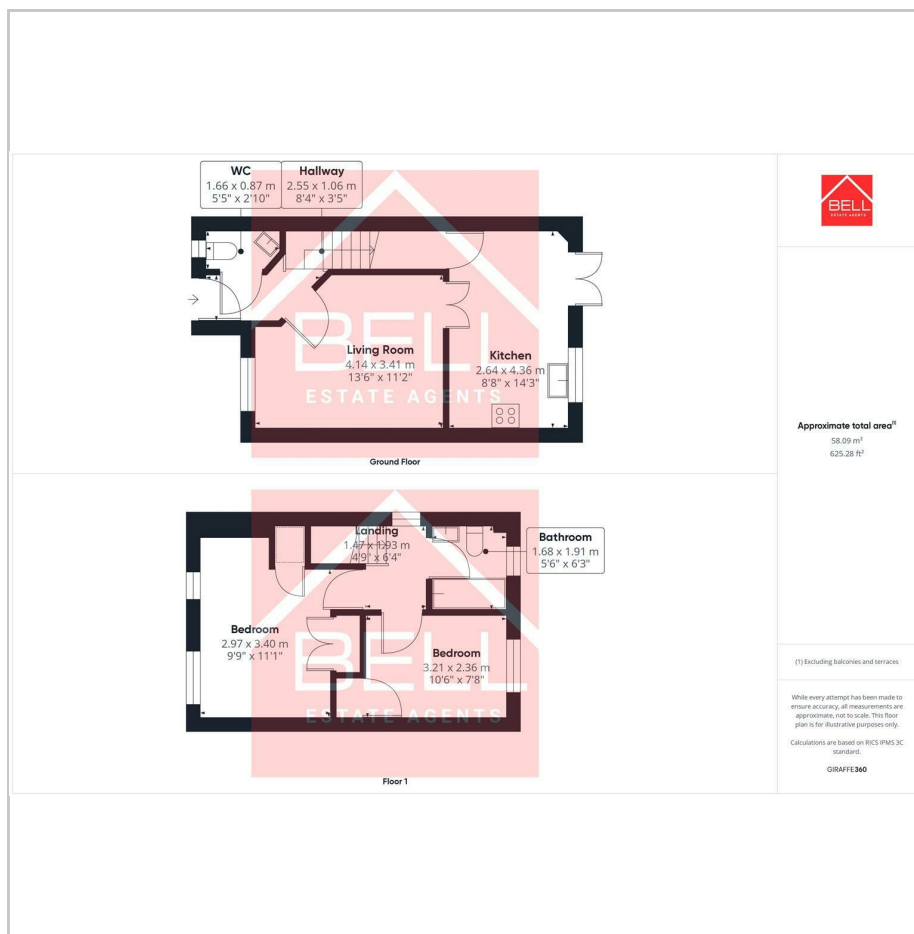 WC
1.66 x 0.87 m
5'5" x 2'10"
Hallway
2.55 x 1.06 m
8'4" x 3'5"
BELL
ESTATE AGENTS
Living Room
4.14 x 3.41 m
13'6" x 11'2"
Kitchen
2.64 x 4.36 m
8'8" x 14'3"
BELL
ESTATE AGENTS
Ground Floor
Approximate total area(1)
58.09 m²
625.28 ft²
Landing
1.47 x 1.93 m
4'9" x 6'4"
Bathroom
1.68 x 1.91 m
5'6" x 6'3"
Bedroom
2.97 x 3.40 m
9'9" x 11'1"
Bedroom
3.21 x 2.36 m
10'6" x 7'8"
BELL
ESTATE AGENTS
Floor 1
(1) Excluding balconies and terraces
While every attempt has been made to
ensure accuracy, all measurements are
approximate, not to scale. This floor
plan is for illustrative purposes only.
Calculations are based on RICS IPMS 3C
standard.
GIRAFFE360